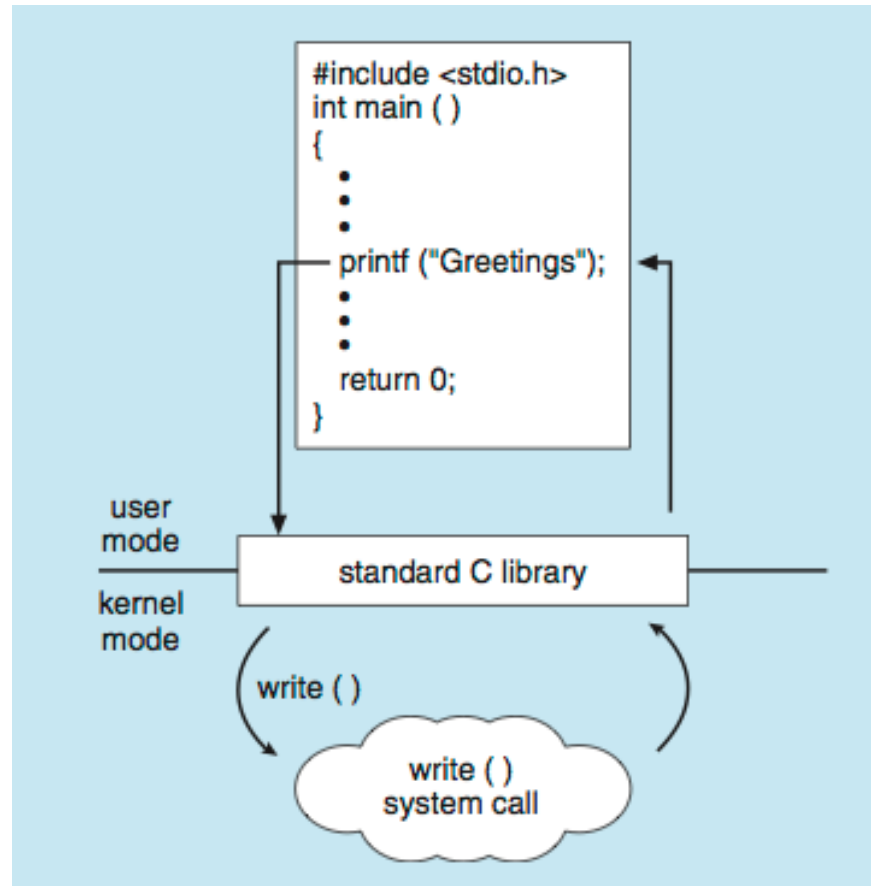 #include <stdio.h>
int main ( )
{
•
•
•
printf ("Greetings");
•
•
•
return 0;
}
user
mode
standard C library
kernel
mode
write ( )
write ( )
system call